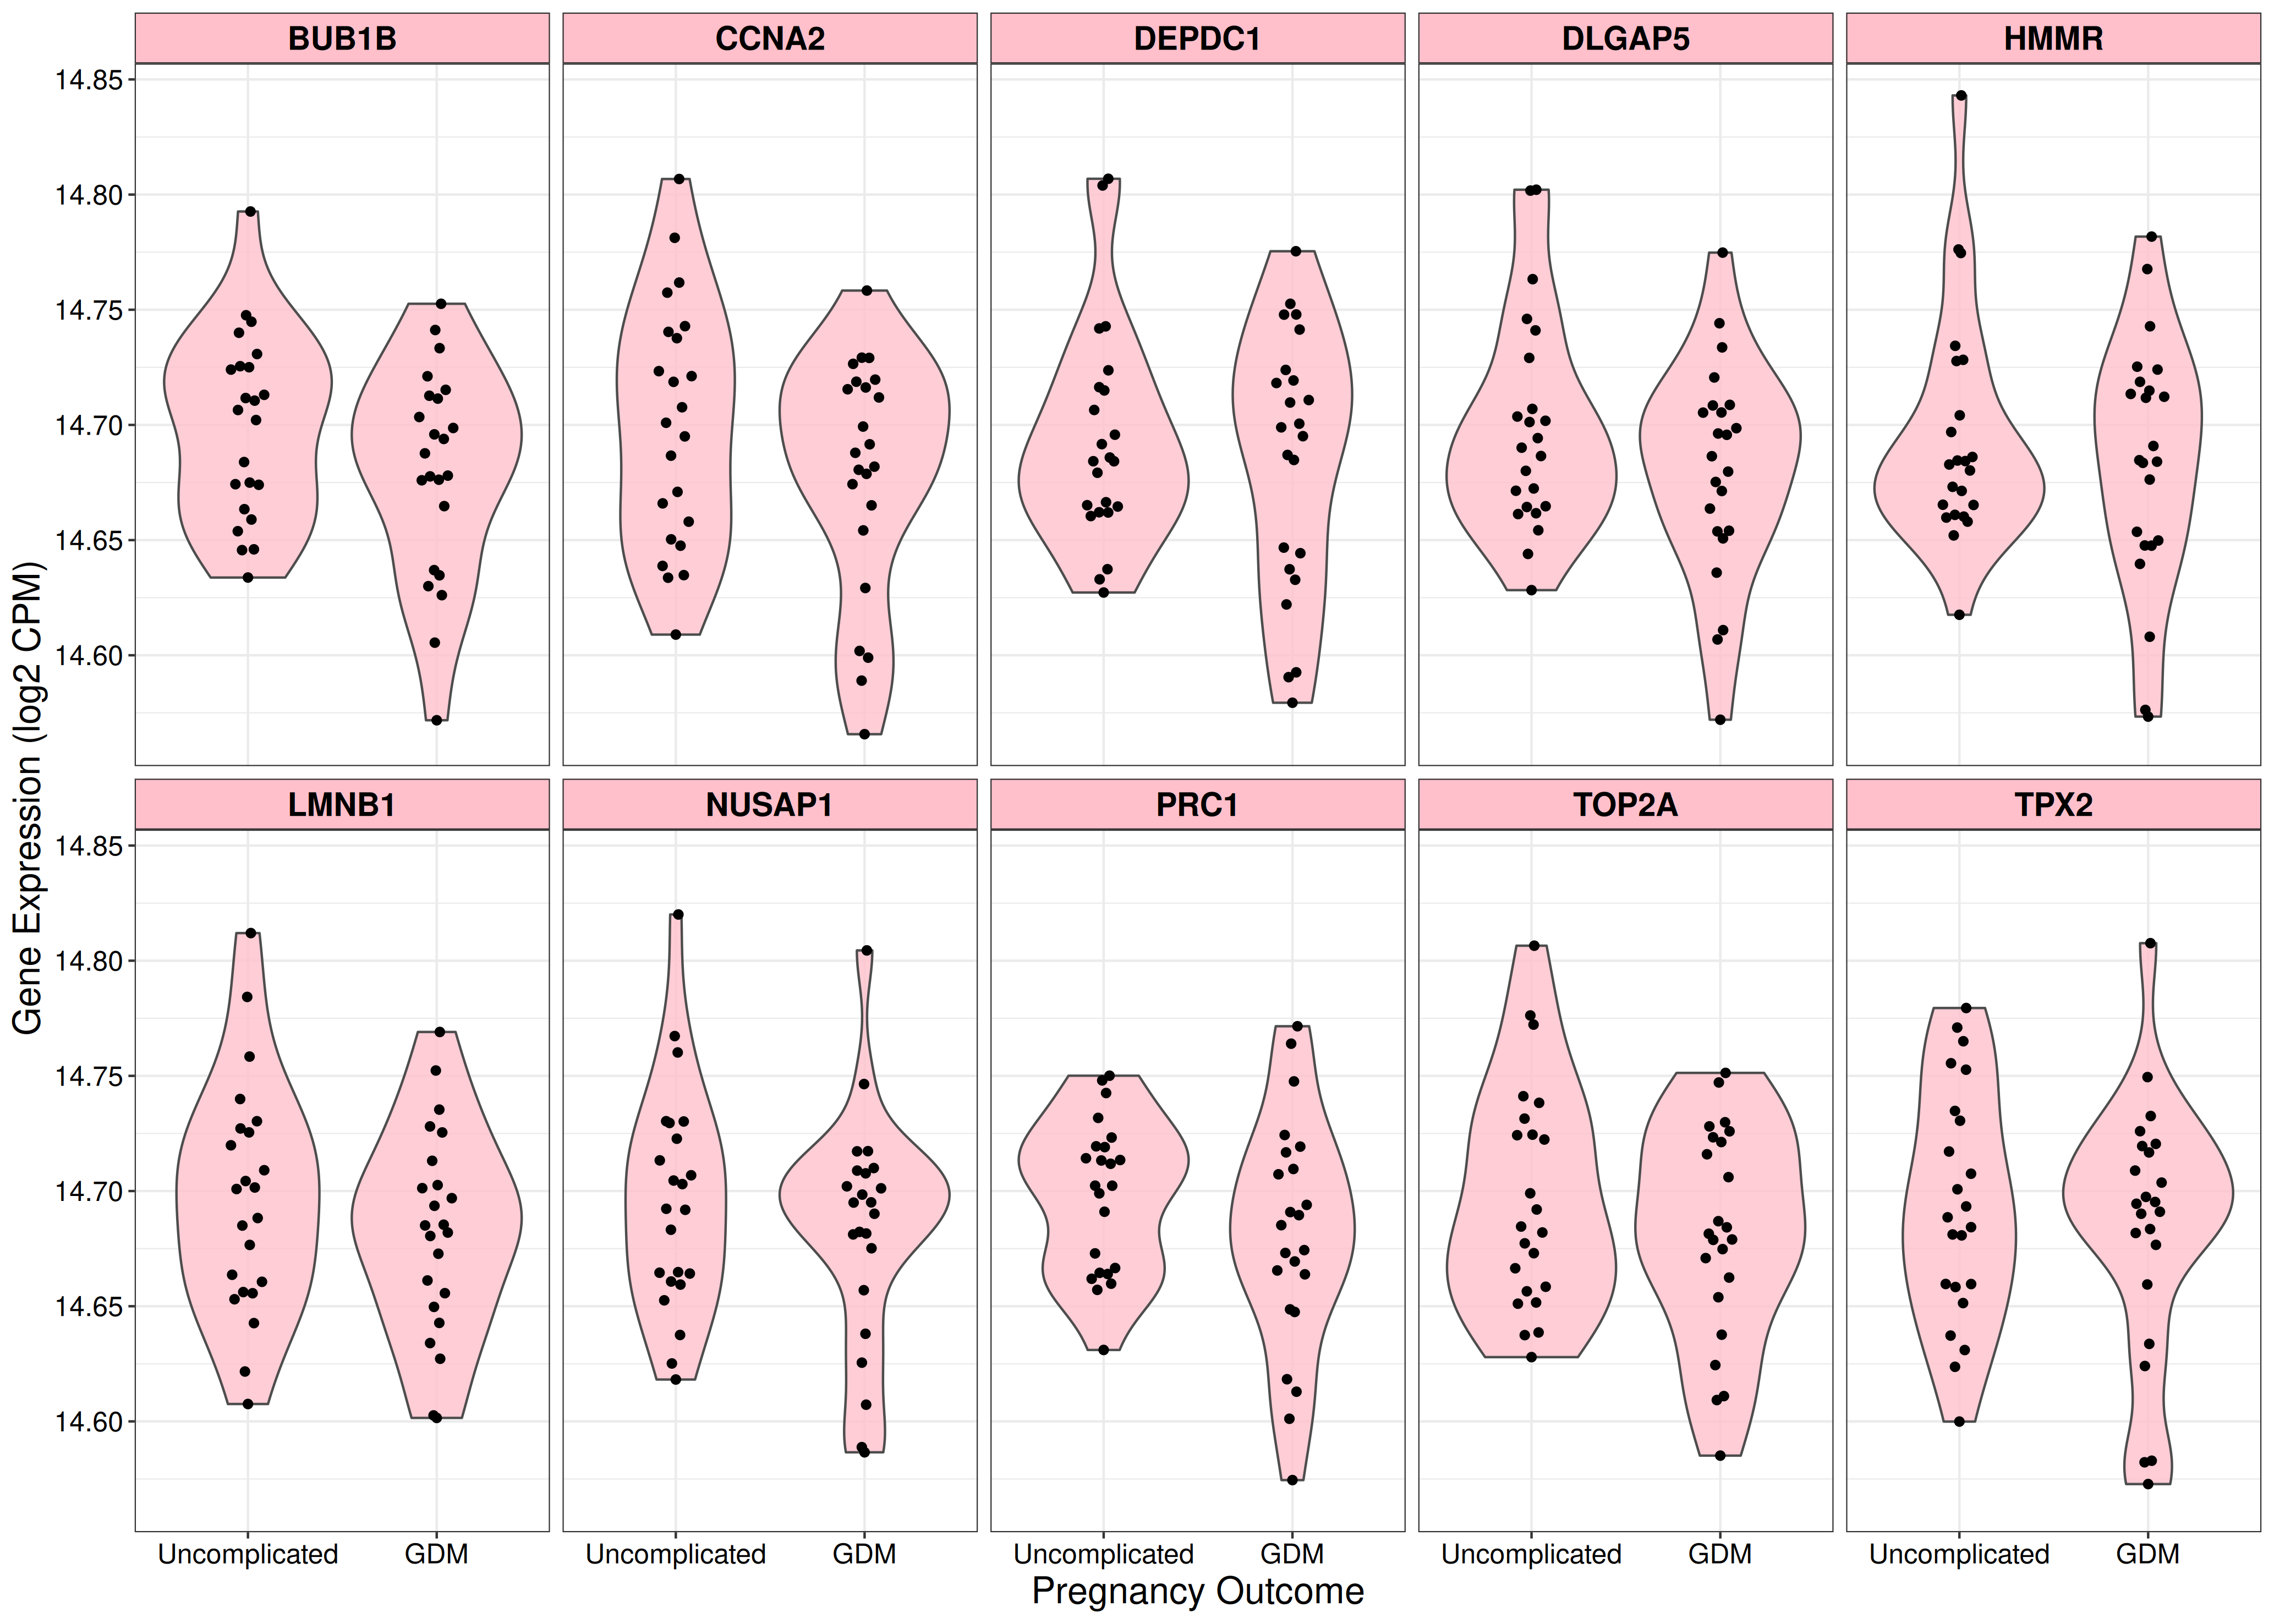 BUB1B CCNA2 DEPDC1 DLGAP5 HMMR
14.85
14.80
14.75
14.70
14.65
14.60
LMNB1 NUSAP1 PRC1 TOP2A TPX2
14.85
14.80
14.75
14.70
14.65
14.60
Gene Expression (log2 CPM)
Uncomplicated GDM Uncomplicated GDM Uncomplicated GDM Uncomplicated GDM Uncomplicated GDM
Pregnancy Outcome